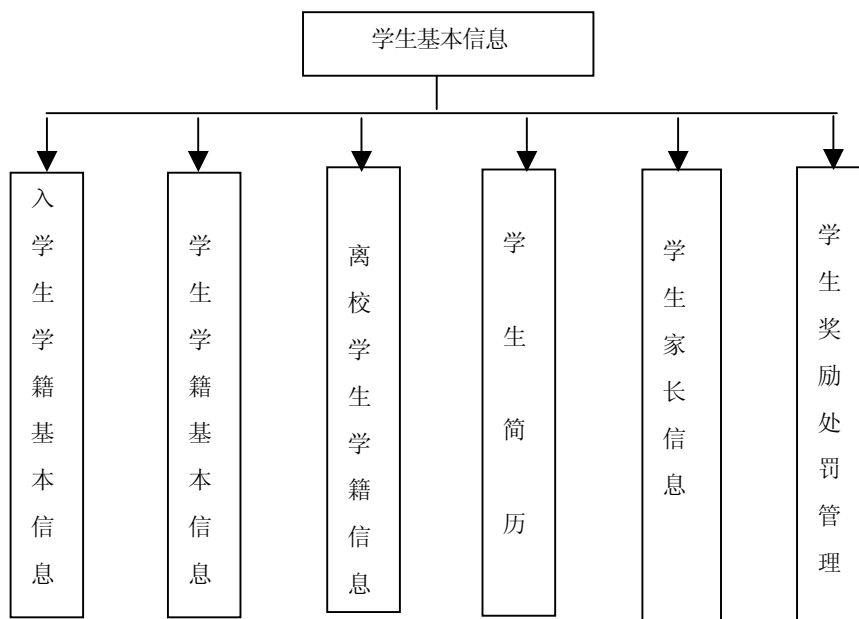 学生基本信息
入学生学籍基本信息
学生学籍基本信息
离校学生学籍信息
学生简历
学生家长信息
学生奖励处罚管理